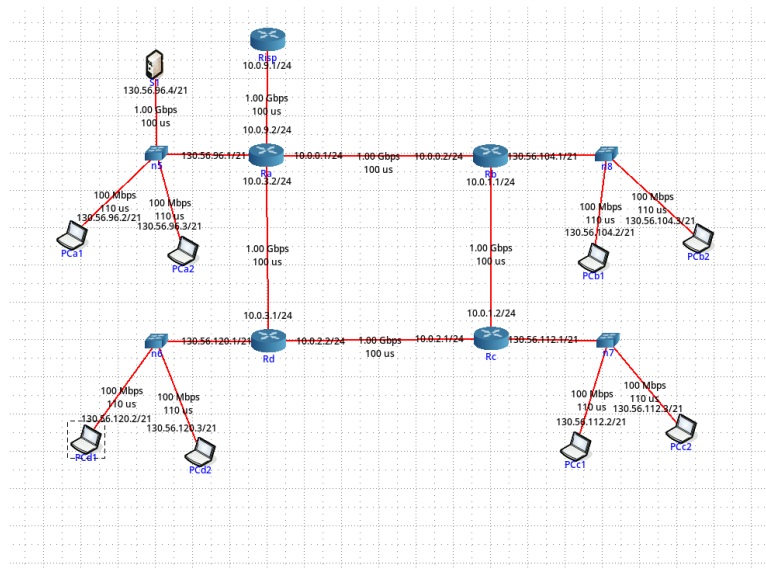 Risp
10.0.9.1/24
S1
130.56.96.4/21
1.00 Gbps
100 us
1.00 Gbps
100 us
10.0.9.2/24
n5
130.56.96.1/21
Ra
10.0.0.1/24
1.00 Gbps
100 us
10.0.0.2/24
Rb
130.56.104.1/21
n8
10.0.3.2/24
10.0.1.1/24
100 Mbps
110 us
130.56.96.2/21
PCa1
100 Mbps
110 us
130.56.96.3/21
PCa2
100 Mbps
110 us
130.56.104.2/21
PCb1
100 Mbps
110 us
130.56.104.3/21
PCb2
1.00 Gbps
100 us
1.00 Gbps
100 us
10.0.3.1/24
10.0.1.2/24
n6
130.56.120.1/21
Rd
10.0.2.2/24
1.00 Gbps
100 us
10.0.2.1/24
Rc
130.56.112.1/21
n7
100 Mbps
110 us
130.56.120.2/21
PCd1
100 Mbps
110 us
130.56.120.3/21
PCd2
100 Mbps
110 us
130.56.112.2/21
PCc1
100 Mbps
110 us
130.56.112.3/21
PCc2